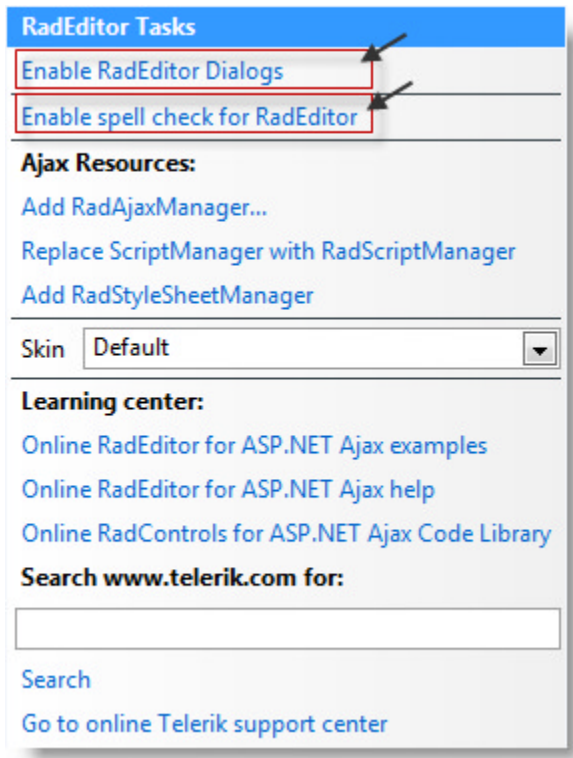 RadEditor Tasks
Enable RadEditor Dialogs
Enable spell check for RadEditor
Ajax Resources:
Add RadAjaxManager...
Replace ScriptManager with RadScriptManager
Add RadStyleSheetManager
Skin Default
Learning center:
Online RadEditor for ASP.NET Ajax examples
Online RadEditor for ASP.NET Ajax help
Online RadControls for ASP.NET Ajax Code Library
Search www.telerik.com for:
Search
Go to online Telerik support center